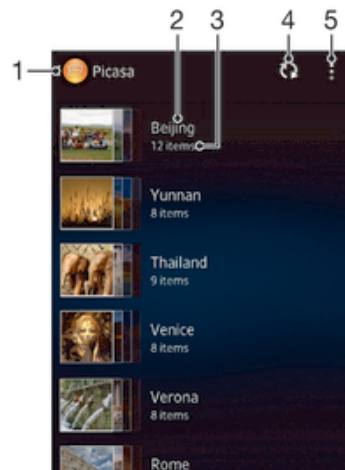 2 3 4 5
1 Picasa
Beijing
12 items
Yunnan
8 items
Thailand
9 items
Venice
8 items
Verona
8 items
Rome